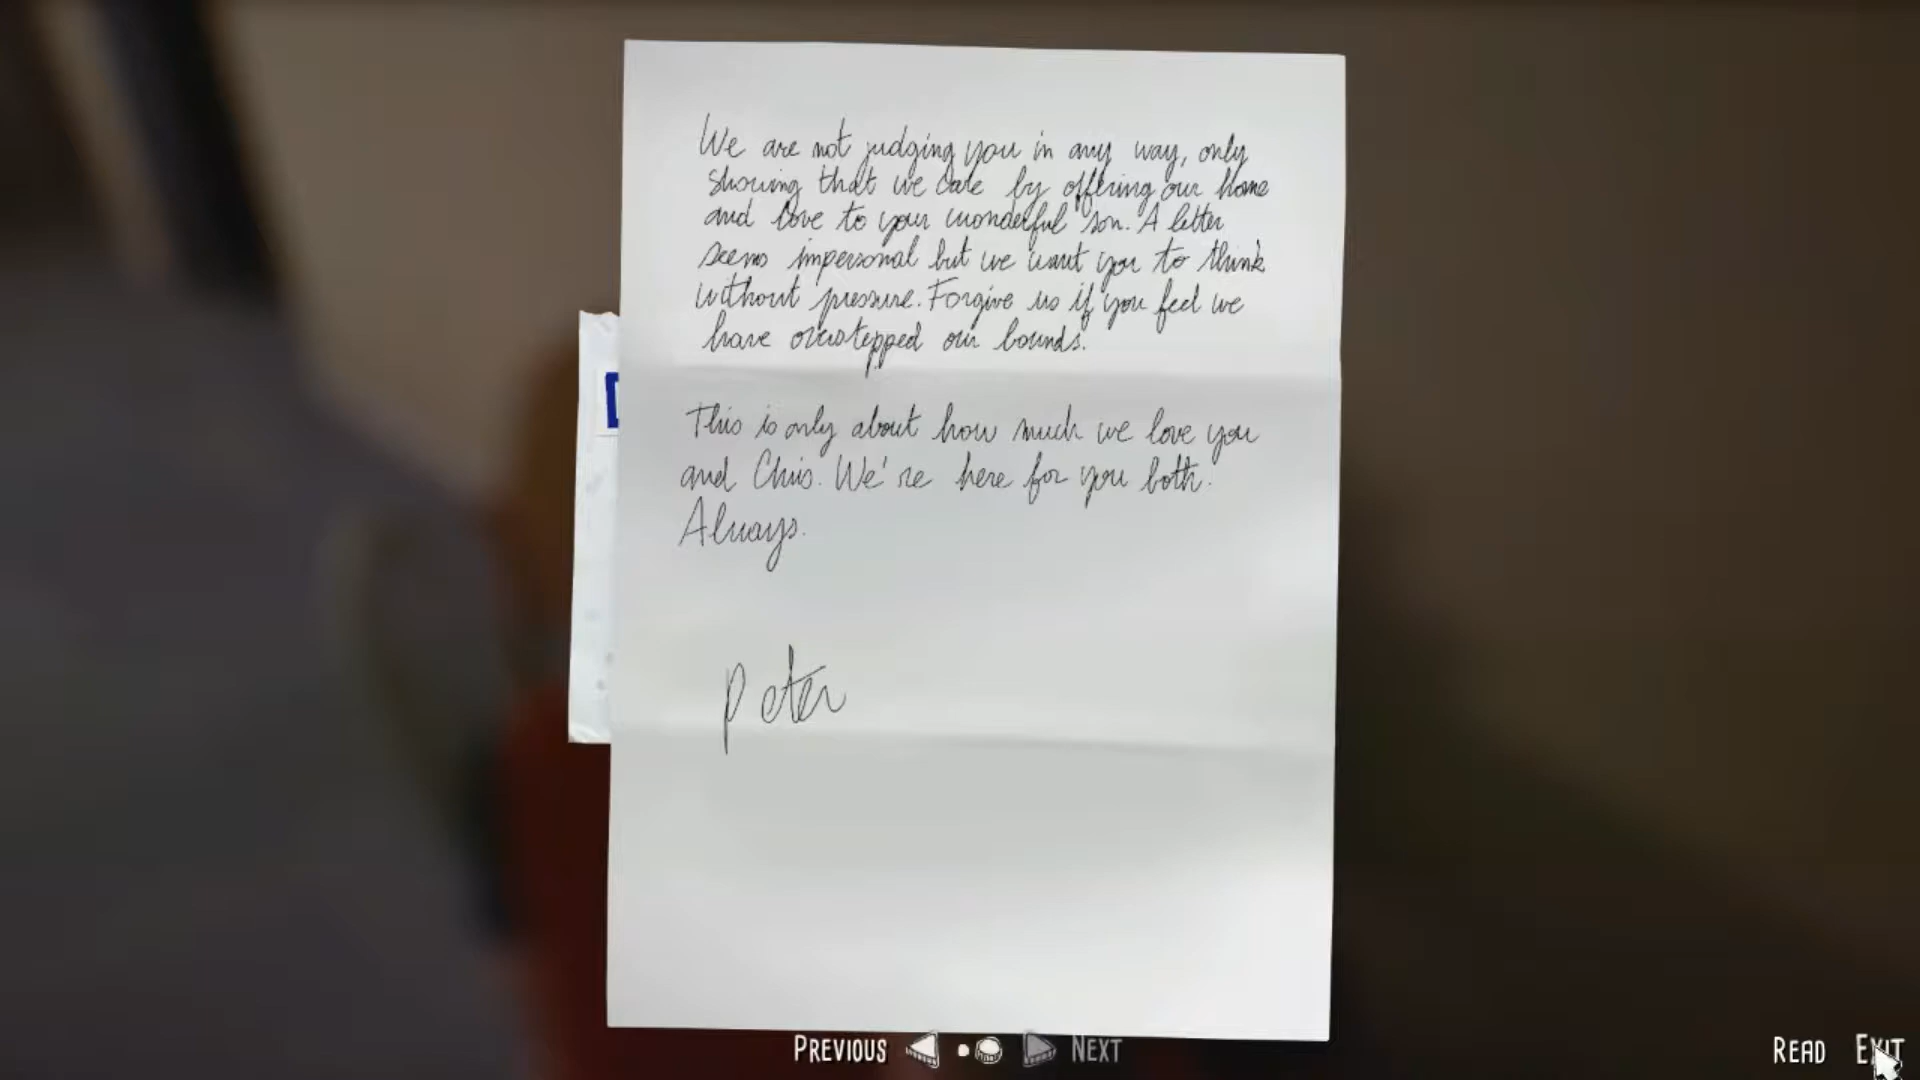 We are not judging you in any way, only
showing that we care by offering our home
and love to your wonderful son. A letter
seems impersonal but we want you to think
without pressure. Forgive us if you feel we
have overstepped our bounds.
This is only about how much we love you
and Chris. We're here for you both.
Always.
Peter
PREVIOUS NEXT
READ EXIT